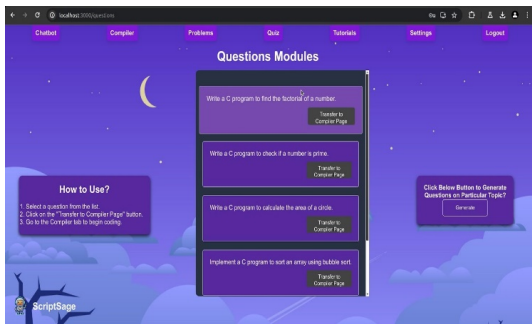 localhost:3000/questions
Chatbot Compiler Problems Quiz Tutorials Settings Logout
Questions Modules
Write a C program to find the factorial of a number.
Transfer to
Compiler Page
Write a C program to check if a number is prime.
Transfer to
Compiler Page
Write a C program to calculate the area of a circle.
Transfer to
Compiler Page
Implement a C program to sort an array using bubble sort.
Transfer to
Compiler Page
How to Use?
1. Select a question from the list.
2. Click on the "Transfer to Compiler Page" button.
3. Go to the Compiler tab to begin coding.
Click Below Button to Generate
Questions on Particular Topic?
Generate
ScriptSage